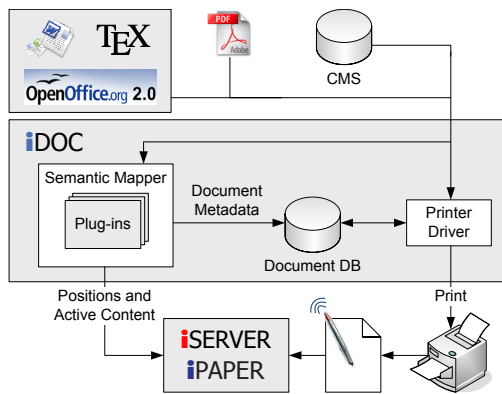 TEX
OpenOffice.org 2.0
PDF
Adobe
CMS
iDOC
Semantic Mapper
Plug-ins
Document
Metadata
Document DB
Printer
Driver
Positions and
Active Content
Print
iSERVER
iPAPER